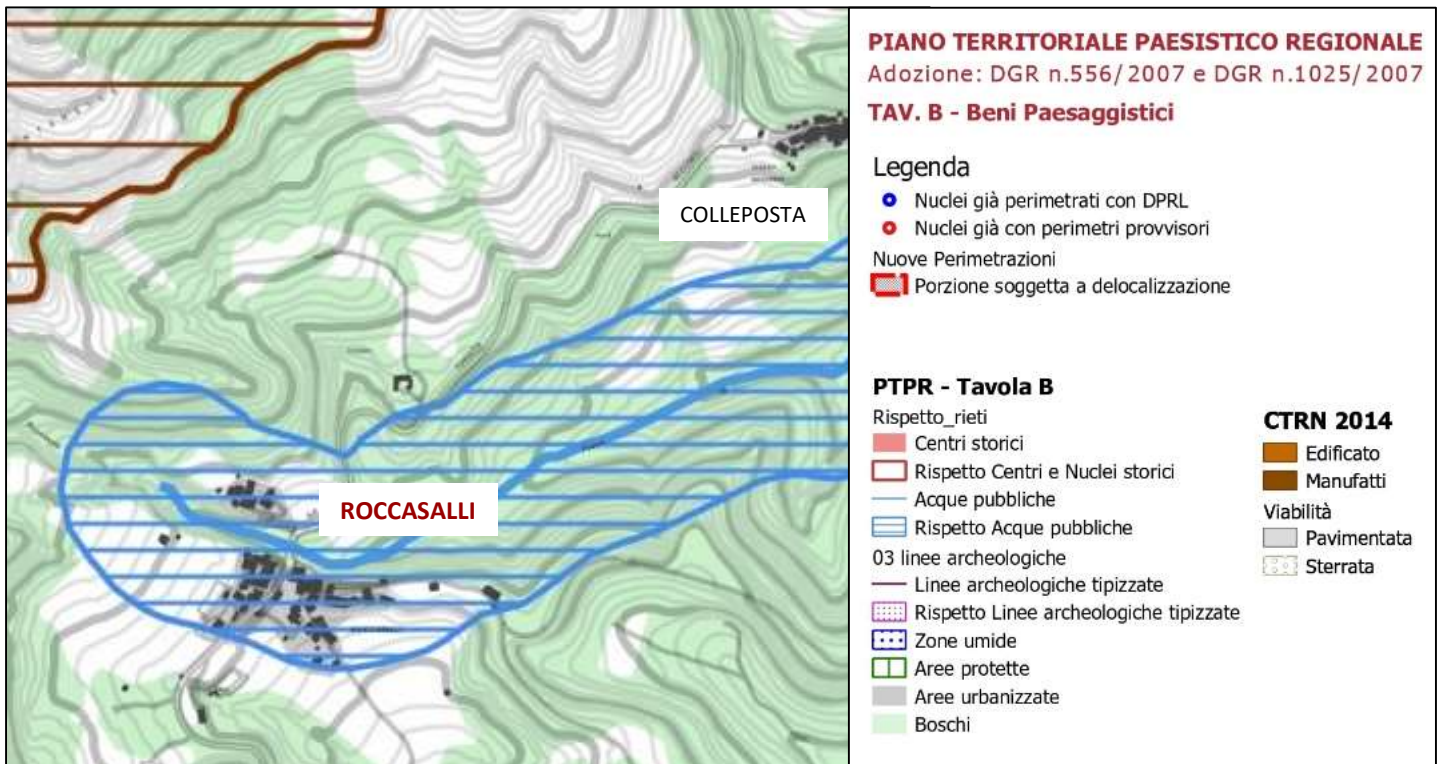 COLLEPOSTA
ROCCASALLI
PIANO TERRITORIALE PAESISTICO REGIONALE
Adozione: DGR n.556/2007 e DGR n.1025/2007
TAV. B - Beni Paesaggistici
Legenda
Nuclei già perimetrati con DPRL
Nuclei già con perimetri provvisori
Nuove Perimetrazioni
Porzione soggetta a delocalizzazione
PTPR - Tavola B
Rispetto_rieti
Centri storici
Rispetto Centri e Nuclei storici
Acque pubbliche
Rispetto Acque pubbliche
03 linee archeologiche
Linee archeologiche tipizzate
Rispetto Linee archeologiche tipizzate
Zone umide
Aree protette
Aree urbanizzate
Boschi
CTRN 2014
Edificato
Manufatti
Viabilità
Pavimentata
Sterrata